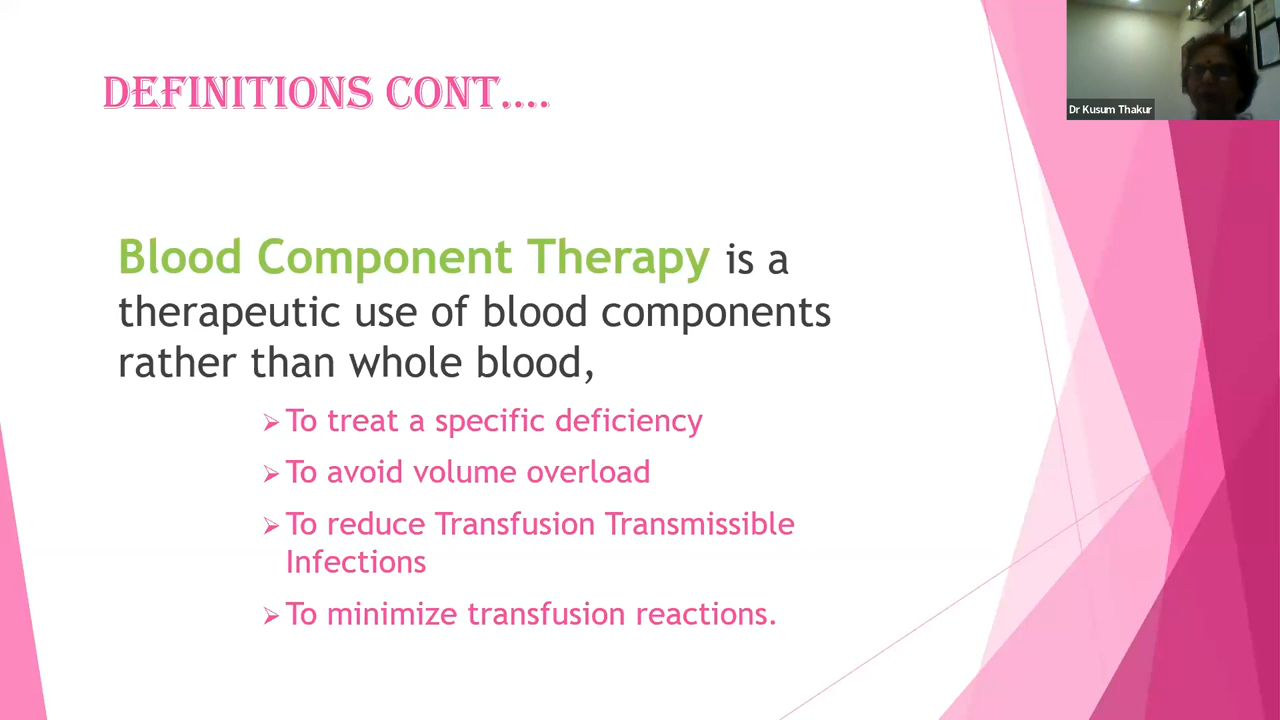 DEFINITIONS CONT....
Dr Kusum Thakur
Blood Component Therapy is a
therapeutic use of blood components
rather than whole blood,
➢To treat a specific deficiency
➢To avoid volume overload
➢To reduce Transfusion Transmissible
Infections
➢To minimize transfusion reactions.